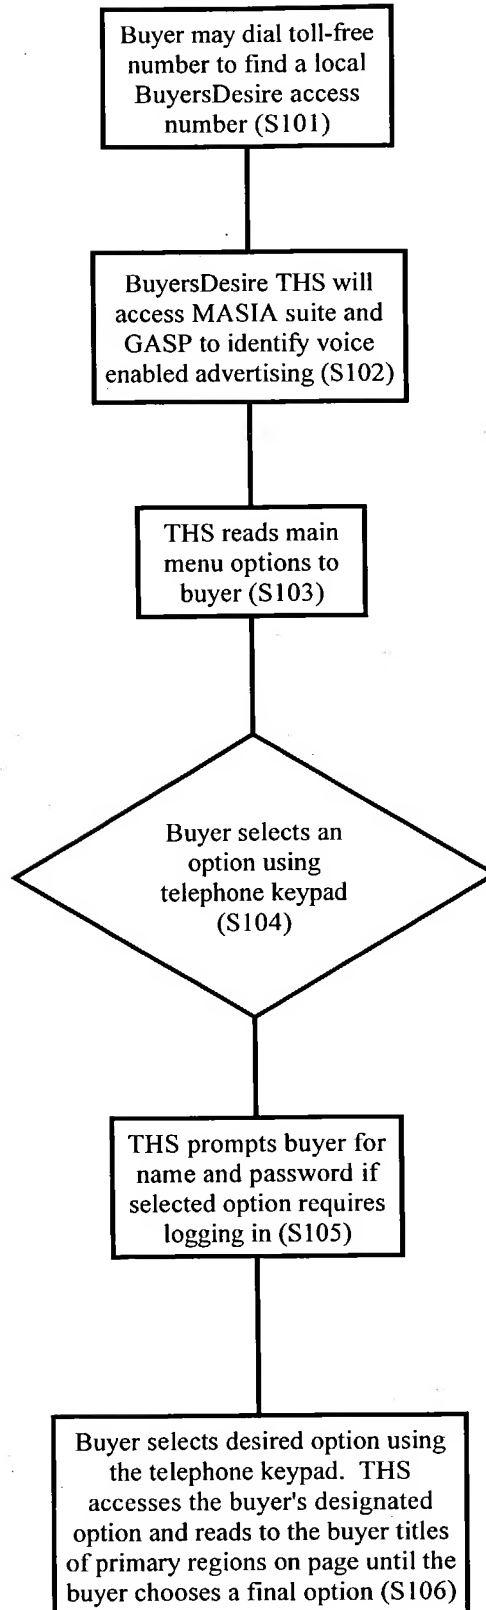 Buyer may dial toll-free
number to find a local
BuyersDesire access
number (S101)
BuyersDesire THS will
access MASIA suite and
GASP to identify voice
enabled advertising (S102)
THS reads main
menu options to
buyer (S103)
Buyer selects an
option using
telephone keypad
(S104)
THS prompts buyer for
name and password if
selected option requires
logging in (S105)
Buyer selects desired option using
the telephone keypad.  THS
accesses the buyer's designated
option and reads to the buyer titles
of primary regions on page until the
buyer chooses a final option (S106)